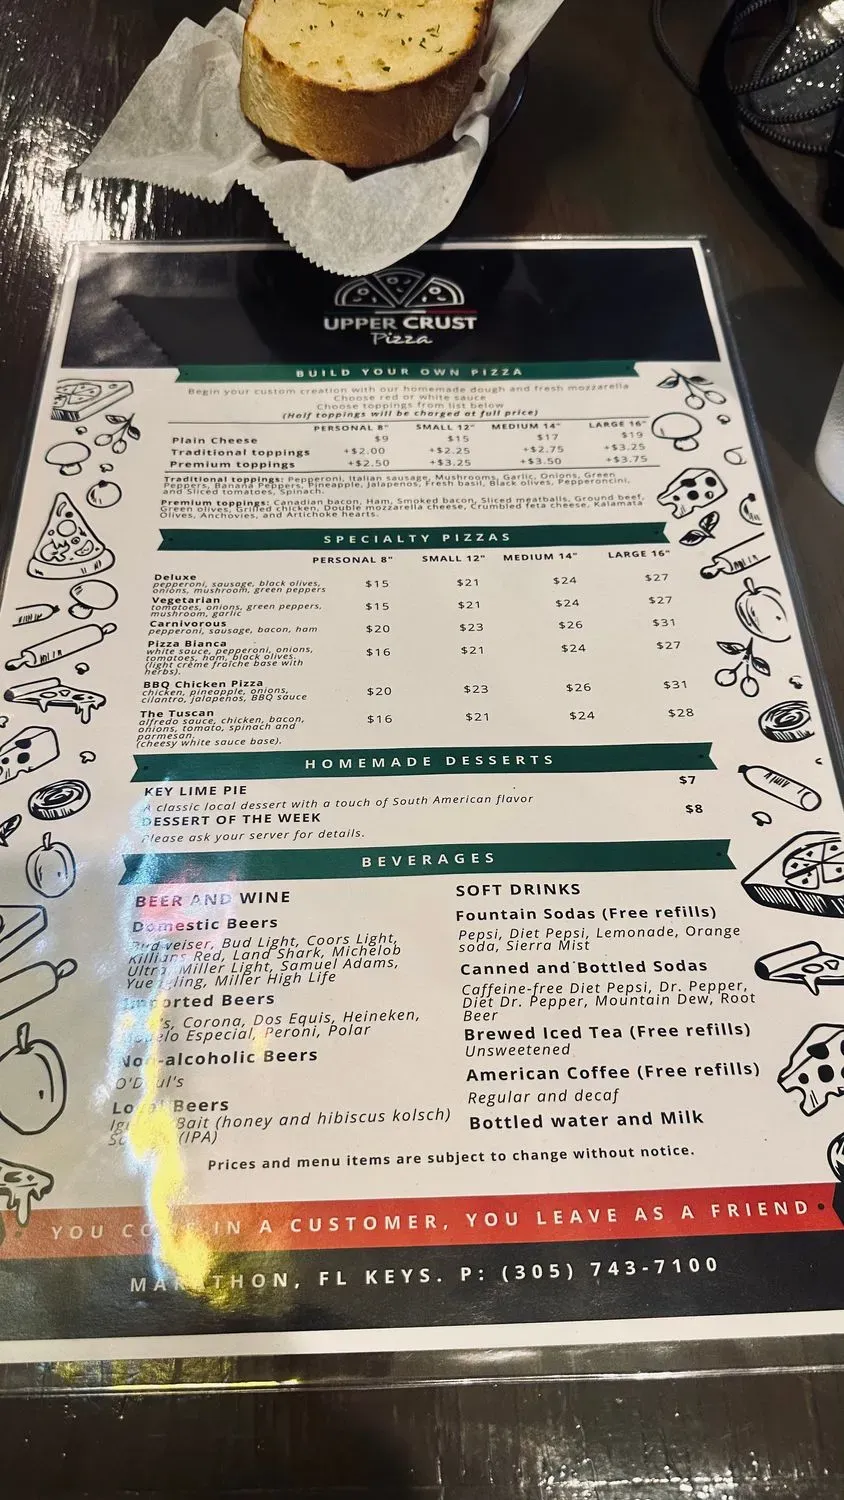 UPPER CRUST
Pizza
BUILD YOUR OWN PIZZA
Begin your custom creation with our homemade dough and fresh mozzarella
Choose red or white sauce
Choose toppings from list below
(Half toppings will be charged at full price)
PERSONAL 8" SMALL 12" MEDIUM 14" LARGE 16"
Plain Cheese $9 $15 $17 $19
Traditional toppings +$2.00 +$2.25 +$2.75 +$3.25
Premium toppings +$2.50 +$3.25 +$3.50 +$3.75
Traditional toppings: Pepperoni, Italian sausage, Mushrooms, Garlic, Onions, Green
Peppers, Banana Peppers, Pineapple, Jalapenos, Fresh basil, Black olives, Pepperoncini,
and Sliced tomatoes, Spinach.
Premium toppings: Canadian bacon, Ham, Smoked bacon, Sliced meatballs, Ground beef,
Green olives, Grilled chicken, Double mozzarella cheese, Crumbled feta cheese, Kalamata
Olives, Anchovies, and Artichoke hearts.
SPECIALTY PIZZAS
PERSONAL 8" SMALL 12" MEDIUM 14" LARGE 16"
Deluxe
pepperoni, sausage, black olives,
onions, mushroom, green peppers
$15 $21 $24 $27
Vegetarian
tomatoes, onions, green peppers,
mushroom, garlic
$15 $21 $24 $27
Carnivorous
pepperoni, sausage, bacon, ham
$20 $23 $26 $31
Pizza Bianca
white sauce, pepperoni, onions,
tomatoes, ham, black olives.
(light crème fraîche base with
herbs).
$16 $21 $24 $27
BBQ Chicken Pizza
chicken, pineapple, onions,
cilantro, jalapenos, BBQ sauce
$20 $23 $26 $31
The Tuscan
alfredo sauce, chicken, bacon,
onions, tomato, spinach and
parmesan.
(cheesy white sauce base).
$16 $21 $24 $28
HOMEMADE DESSERTS
KEY LIME PIE $7
A classic local dessert with a touch of South American flavor
DESSERT OF THE WEEK $8
Please ask your server for details.
BEVERAGES
BEER AND WINE
Domestic Beers
Budweiser, Bud Light, Coors Light,
Killians Red, Land Shark, Michelob
Ultra, Miller Light, Samuel Adams,
Yuengling, Miller High Life
Imported Beers
Corona, Dos Equis, Heineken,
Modelo Especial, Peroni, Polar
Non-alcoholic Beers
O'Doul's
Local Beers
Bait (honey and hibiscus kolsch)
(IPA)
SOFT DRINKS
Fountain Sodas (Free refills)
Pepsi, Diet Pepsi, Lemonade, Orange
soda, Sierra Mist
Canned and Bottled Sodas
Caffeine-free Diet Pepsi, Dr. Pepper,
Diet Dr. Pepper, Mountain Dew, Root
Beer
Brewed Iced Tea (Free refills)
Unsweetened
American Coffee (Free refills)
Regular and decaf
Bottled water and Milk
Prices and menu items are subject to change without notice.
YOU COME IN A CUSTOMER, YOU LEAVE AS A FRIEND
MARATHON, FL KEYS. P: (305) 743-7100